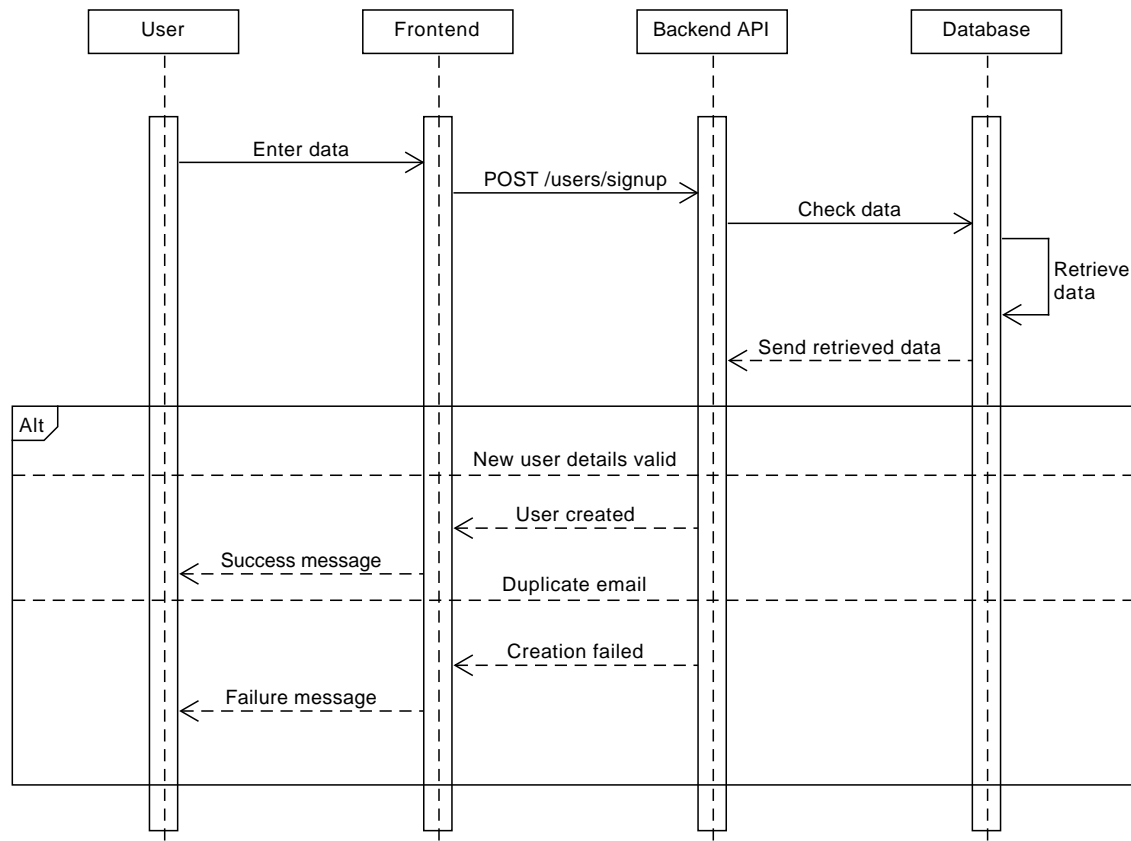 User
Frontend
Backend API
Database
Enter data
POST /users/signup
Check data
Retrieve
data
Send retrieved data
Alt
New user details valid
User created
Success message
Duplicate email
Creation failed
Failure message